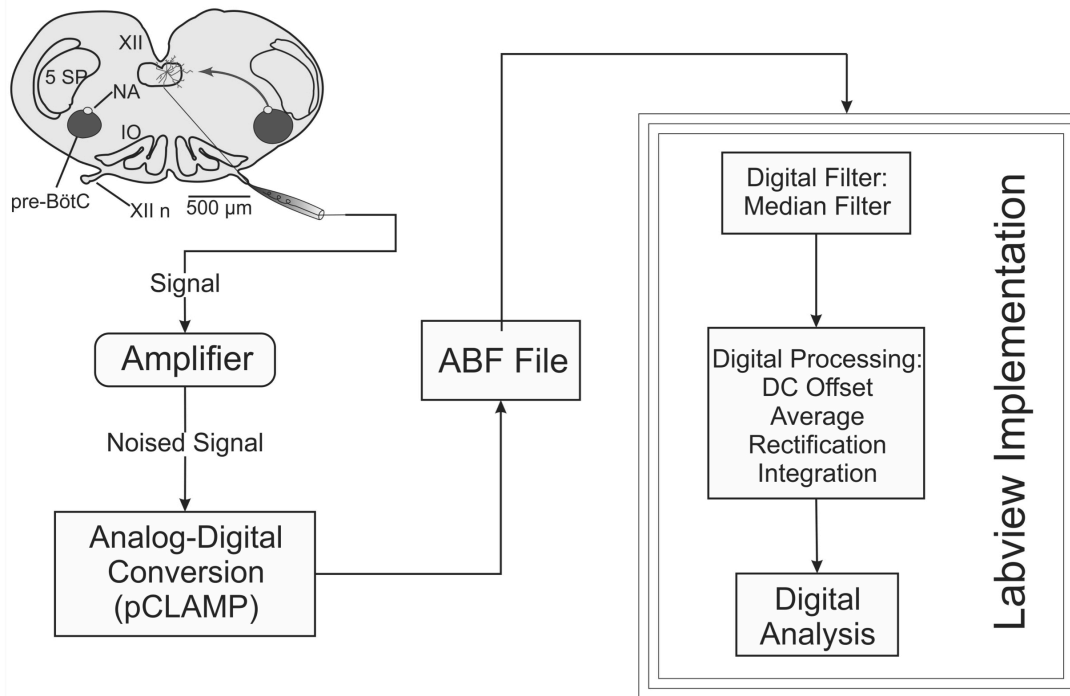 XII
5 SP
NA
IO
pre-BötC
XII n
500 µm
Signal
Amplifier
Noised Signal
Analog-Digital
Conversion
(pCLAMP)
ABF File
Digital Filter:
Median Filter
Digital Processing:
DC Offset
Average
Rectification
Integration
Digital
Analysis
Labview Implementation